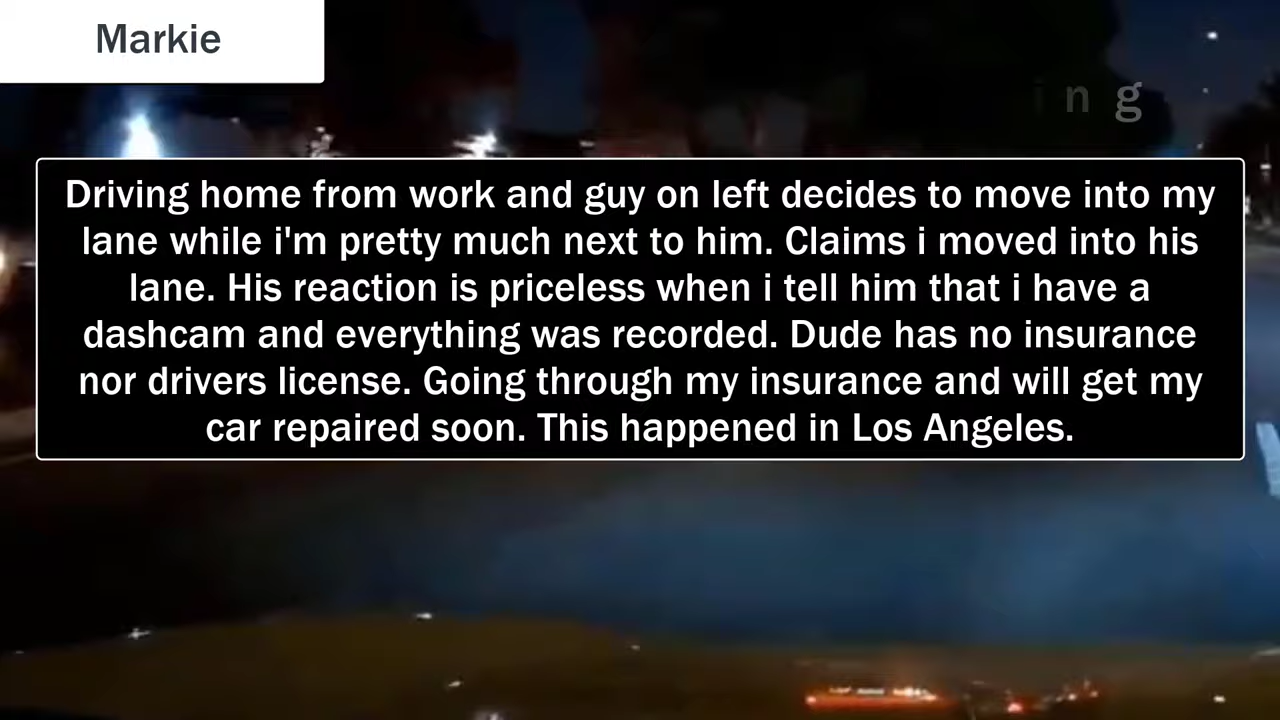 Markie
ing
Driving home from work and guy on left decides to move into my
lane while i'm pretty much next to him. Claims i moved into his
lane. His reaction is priceless when i tell him that i have a
dashcam and everything was recorded. Dude has no insurance
nor drivers license. Going through my insurance and will get my
car repaired soon. This happened in Los Angeles.